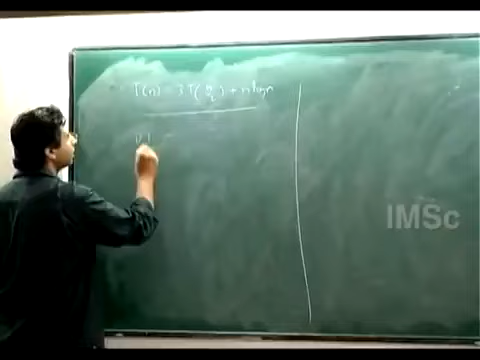 T(n) = 3T(n/2) + n log n
IMSc